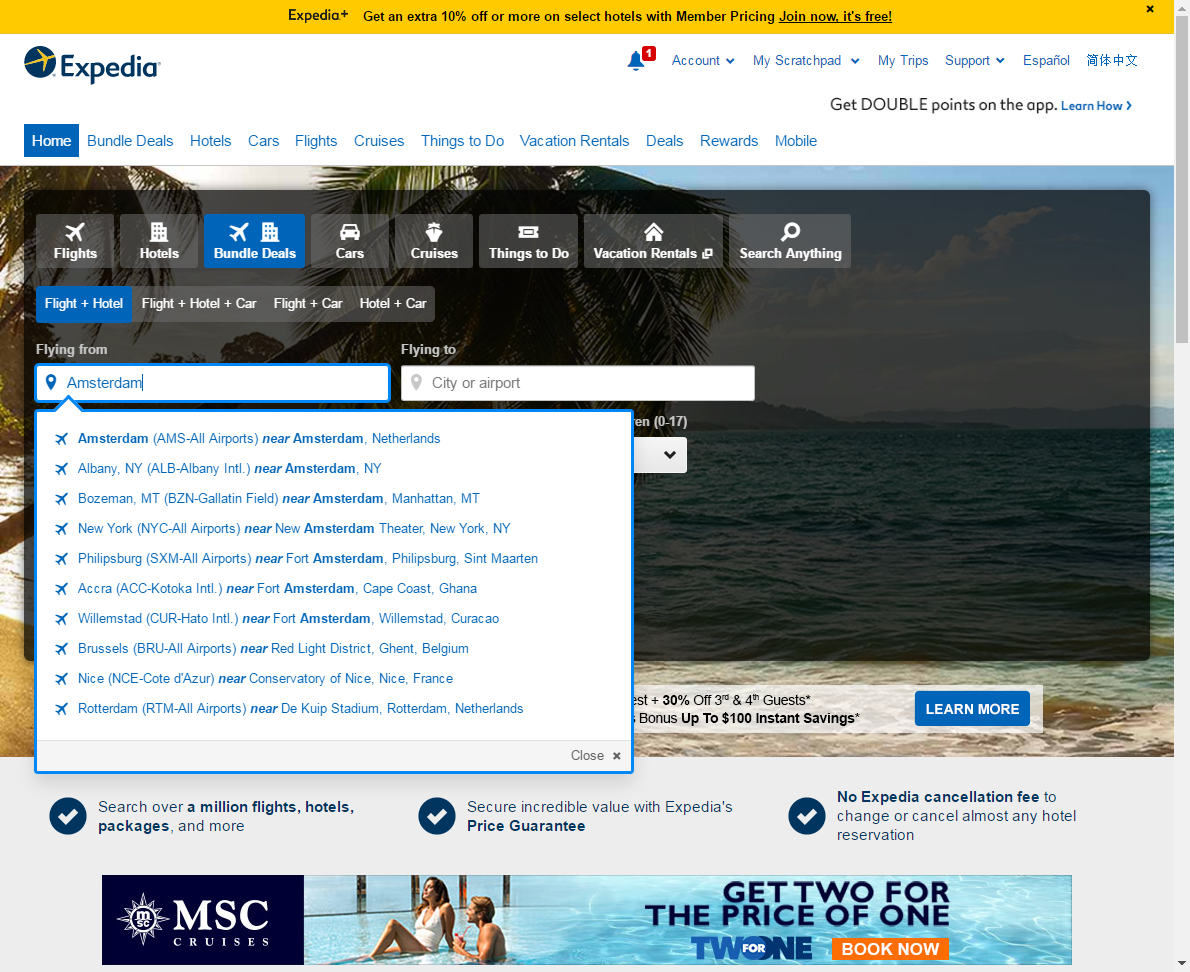 Expedia+ Get an extra 10% off or more on select hotels with Member Pricing Join now, it's free!
Expedia
1
Account My Scratchpad My Trips Support Español 简体中文
Get DOUBLE points on the app. Learn How
Home Bundle Deals Hotels Cars Flights Cruises Things to Do Vacation Rentals Deals Rewards Mobile
Flights Hotels Bundle Deals Cars Cruises Things to Do Vacation Rentals Search Anything
Flight + Hotel Flight + Hotel + Car Flight + Car Hotel + Car
Flying from Flying to
Amsterdam City or airport
ren (0-17)
Amsterdam (AMS-All Airports) near Amsterdam, Netherlands
Albany, NY (ALB-Albany Intl.) near Amsterdam, NY
Bozeman, MT (BZN-Gallatin Field) near Amsterdam, Manhattan, MT
New York (NYC-All Airports) near New Amsterdam Theater, New York, NY
Philipsburg (SXM-All Airports) near Fort Amsterdam, Philipsburg, Sint Maarten
Accra (ACC-Kotoka Intl.) near Fort Amsterdam, Cape Coast, Ghana
Willemstad (CUR-Hato Intl.) near Fort Amsterdam, Willemstad, Curacao
Brussels (BRU-All Airports) near Red Light District, Ghent, Belgium
Nice (NCE-Cote d'Azur) near Conservatory of Nice, Nice, France
Rotterdam (RTM-All Airports) near De Kuip Stadium, Rotterdam, Netherlands
Close
est + 30% Off 3rd & 4th Guests*
s Bonus Up To $100 Instant Savings*
LEARN MORE
Search over a million flights, hotels,
packages, and more
Secure incredible value with Expedia's
Price Guarantee
No Expedia cancellation fee to
change or cancel almost any hotel
reservation
msc
MSC
CRUISES
GET TWO FOR
THE PRICE OF ONE
TWO FOR ONE
BOOK NOW